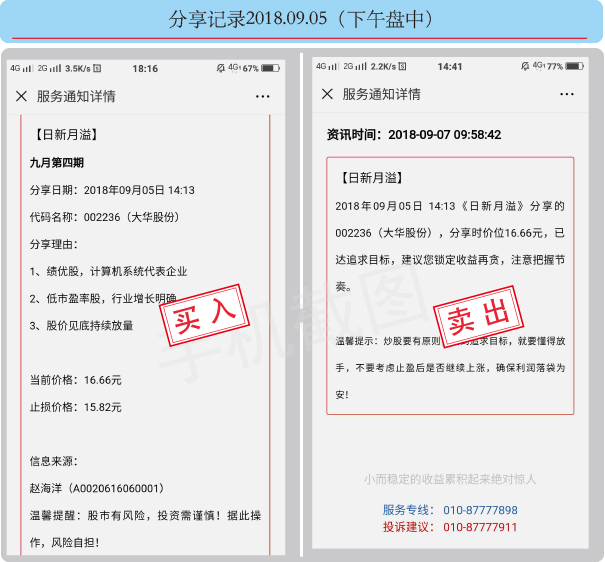 分享记录2018.09.05（下午盘中）
4G 2G 3.5K/s 18:16 4G 67%
服务通知详情
【日新月溢】
九月第四期
分享日期：2018年09月05日 14:13
代码名称：002236（大华股份）
分享理由：
1、绩优股，计算机系统代表企业
2、低市盈率股，行业增长明确
3、股价见底持续放量
买入
当前价格：16.66元
止损价格：15.82元
信息来源：
赵海洋（A0020616060001）
温馨提醒：股市有风险，投资需谨慎！据此操
作，风险自担！
4G 2G 2.2K/s 14:41 4G 77%
服务通知详情
资讯时间：2018-09-07 09:58:42
【日新月溢】
2018年09月05日 14:13《日新月溢》分享的
002236（大华股份），分享时价位16.66元，已
达追求目标，建议您锁定收益再贪，注意把握节
奏。
卖出
温馨提示：炒股要有原则 到追求目标，就要懂得放
手，不要考虑止盈后是否继续上涨，确保利润落袋为
安！
小而稳定的收益累积起来绝对惊人
服务专线： 010-87777898
投诉建议： 010-87777911
手机截图